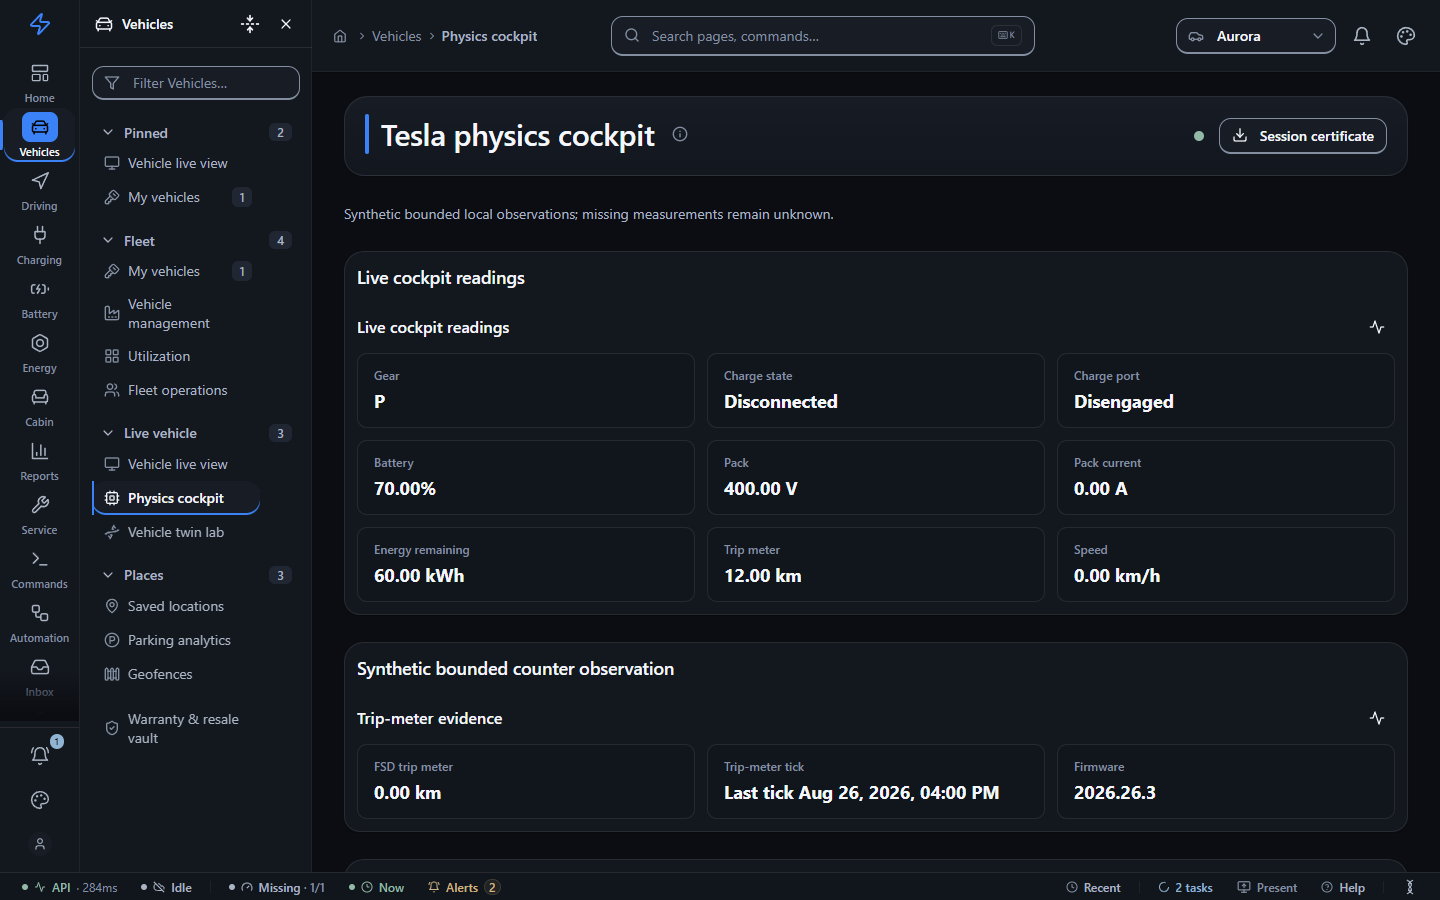 Home
Vehicles
Driving
Charging
Battery
Energy
Cabin
Reports
Service
Commands
Automation
Inbox
1
Vehicles
Filter Vehicles...
Pinned 2
Vehicle live view
My vehicles 1
Fleet 4
My vehicles 1
Vehicle
management
Utilization
Fleet operations
Live vehicle 3
Vehicle live view
Physics cockpit
Vehicle twin lab
Places 3
Saved locations
Parking analytics
Geofences
Warranty & resale
vault
Vehicles Physics cockpit
Search pages, commands... K
Aurora
Tesla physics cockpit
Session certificate
Synthetic bounded local observations; missing measurements remain unknown.
Live cockpit readings
Live cockpit readings
Gear
P
Charge state
Disconnected
Charge port
Disengaged
Battery
70.00%
Pack
400.00 V
Pack current
0.00 A
Energy remaining
60.00 kWh
Trip meter
12.00 km
Speed
0.00 km/h
Synthetic bounded counter observation
Trip-meter evidence
FSD trip meter
0.00 km
Trip-meter tick
Last tick Aug 26, 2026, 04:00 PM
Firmware
2026.26.3
API · 284ms Idle Missing · 1/1 Now Alerts 2 Recent 2 tasks Present Help